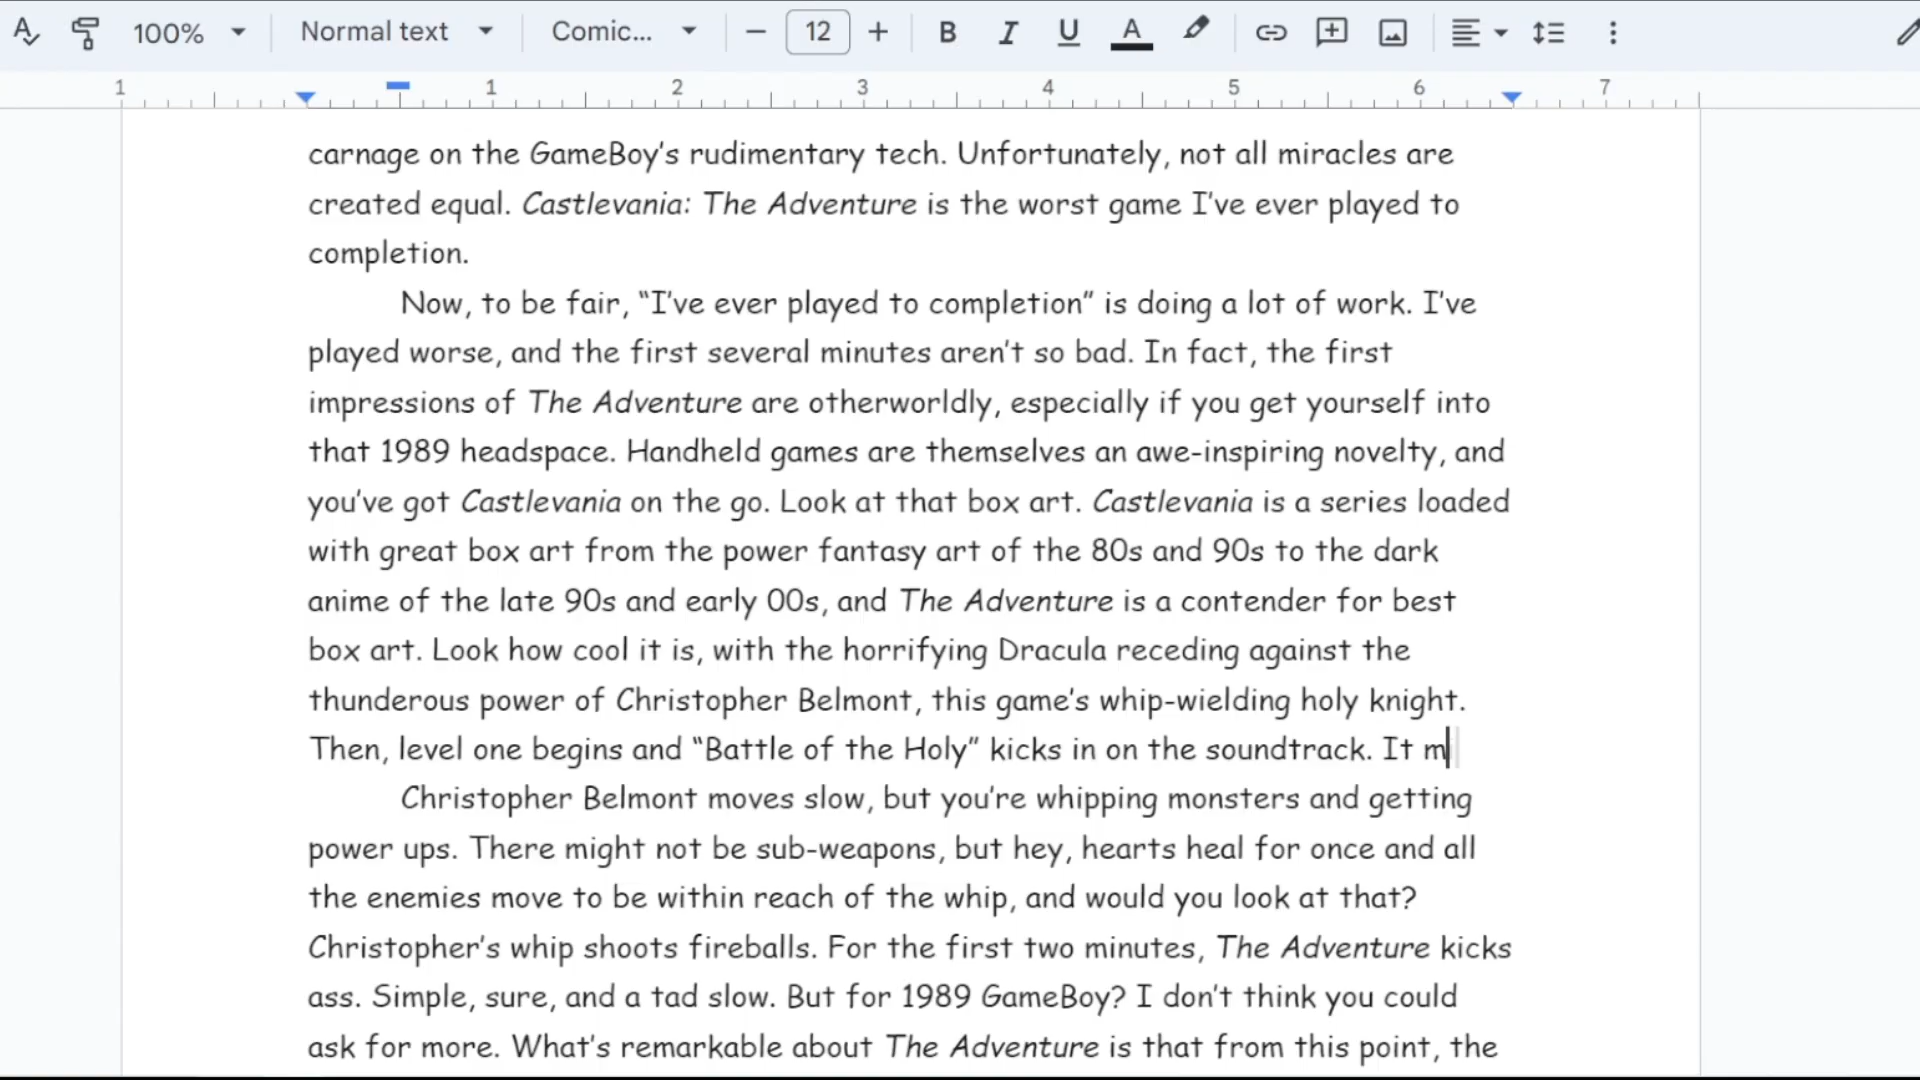 100% Normal text Comic... − 12 + B I U A
1 1 2 3 4 5 6 7
carnage on the GameBoy's rudimentary tech. Unfortunately, not all miracles are
created equal. Castlevania: The Adventure is the worst game I've ever played to
completion.
Now, to be fair, “I've ever played to completion” is doing a lot of work. I've
played worse, and the first several minutes aren't so bad. In fact, the first
impressions of The Adventure are otherworldly, especially if you get yourself into
that 1989 headspace. Handheld games are themselves an awe-inspiring novelty, and
you've got Castlevania on the go. Look at that box art. Castlevania is a series loaded
with great box art from the power fantasy art of the 80s and 90s to the dark
anime of the late 90s and early 00s, and The Adventure is a contender for best
box art. Look how cool it is, with the horrifying Dracula receding against the
thunderous power of Christopher Belmont, this game's whip-wielding holy knight.
Then, level one begins and “Battle of the Holy” kicks in on the soundtrack. It m
Christopher Belmont moves slow, but you're whipping monsters and getting
power ups. There might not be sub-weapons, but hey, hearts heal for once and all
the enemies move to be within reach of the whip, and would you look at that?
Christopher's whip shoots fireballs. For the first two minutes, The Adventure kicks
ass. Simple, sure, and a tad slow. But for 1989 GameBoy? I don't think you could
ask for more. What's remarkable about The Adventure is that from this point, the